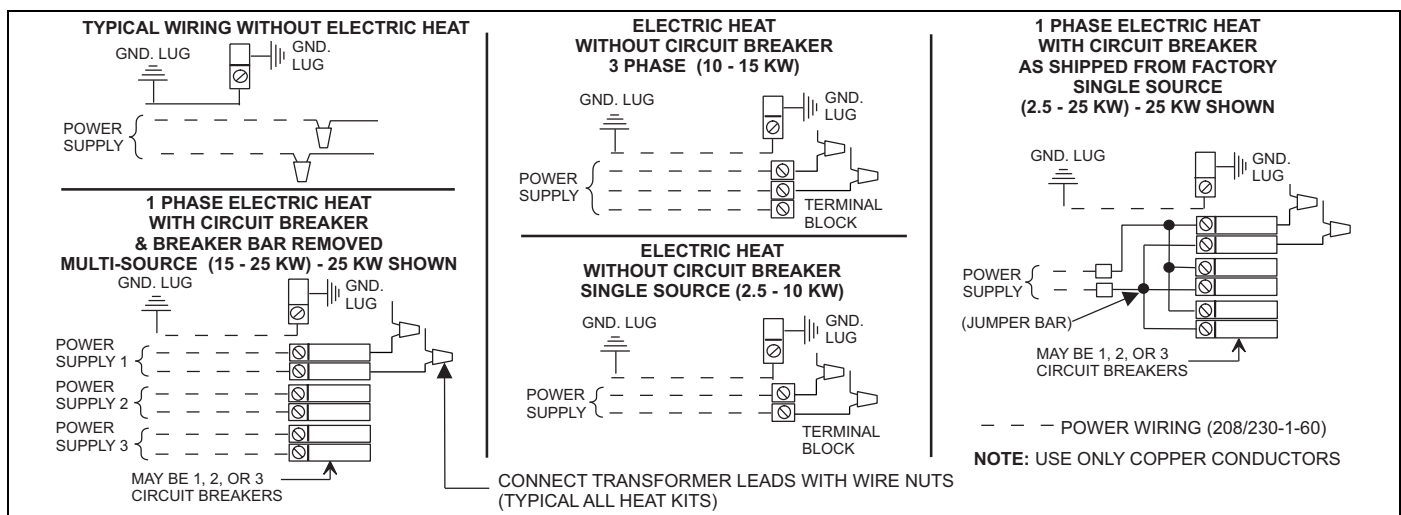 TYPICAL WIRING WITHOUT ELECTRIC HEAT
GND. LUG
GND.
LUG
POWER
SUPPLY
1 PHASE ELECTRIC HEAT
WITH CIRCUIT BREAKER
& BREAKER BAR REMOVED
MULTI-SOURCE (15 - 25 KW) - 25 KW SHOWN
GND. LUG
GND.
LUG
POWER
SUPPLY 1
POWER
SUPPLY 2
POWER
SUPPLY 3
MAY BE 1, 2, OR 3
CIRCUIT BREAKERS
ELECTRIC HEAT
WITHOUT CIRCUIT BREAKER
3 PHASE (10 - 15 KW)
GND. LUG
GND.
LUG
POWER
SUPPLY
TERMINAL
BLOCK
ELECTRIC HEAT
WITHOUT CIRCUIT BREAKER
SINGLE SOURCE (2.5 - 10 KW)
GND. LUG
GND.
LUG
POWER
SUPPLY
TERMINAL
BLOCK
CONNECT TRANSFORMER LEADS WITH WIRE NUTS
(TYPICAL ALL HEAT KITS)
1 PHASE ELECTRIC HEAT
WITH CIRCUIT BREAKER
AS SHIPPED FROM FACTORY
SINGLE SOURCE
(2.5 - 25 KW) - 25 KW SHOWN
GND. LUG
GND.
LUG
POWER
SUPPLY
(JUMPER BAR)
MAY BE 1, 2, OR 3
CIRCUIT BREAKERS
POWER WIRING (208/230-1-60)
NOTE: USE ONLY COPPER CONDUCTORS